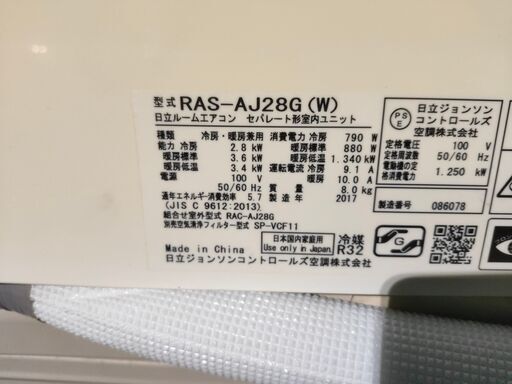 型式 RAS-AJ28G(W)
日立ルームエアコン セパレート形室内ユニット
種類 冷房・暖房兼用 消費電力 冷房 790 W
能力 冷房 2.8 kW 暖房標準 880 W
暖房標準 3.6 kW 暖房低温 1.340 kW
暖房低温 3.4 kW 運転電流 冷房 9.1 A
電源 100 V 暖房 10.0 A
50/60 Hz 質量 8.0 kg
通年エネルギー消費効率 5.7 製造年 2017
(JIS C 9612:2013)
組合せ室外型式 RAC-AJ28G
別売空気清浄フィルター型式 SP-VCF11
Made in China
日本国内家庭用
Use only in Japan.
冷媒
R32
日立ジョンソンコントロールズ空調株式会社
PSE
日立ジョンソン
コントロールズ
空調株式会社
定格電圧 100 V
定格周波数 50/60 Hz
電動機の定
格消費電力 1.250 kW
製造番号 086078
G